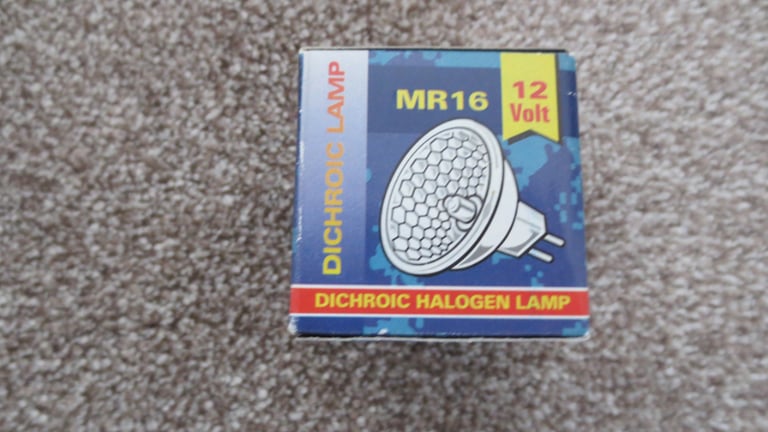 DICHROIC LAMP
MR16
12
Volt
DICHROIC HALOGEN LAMP